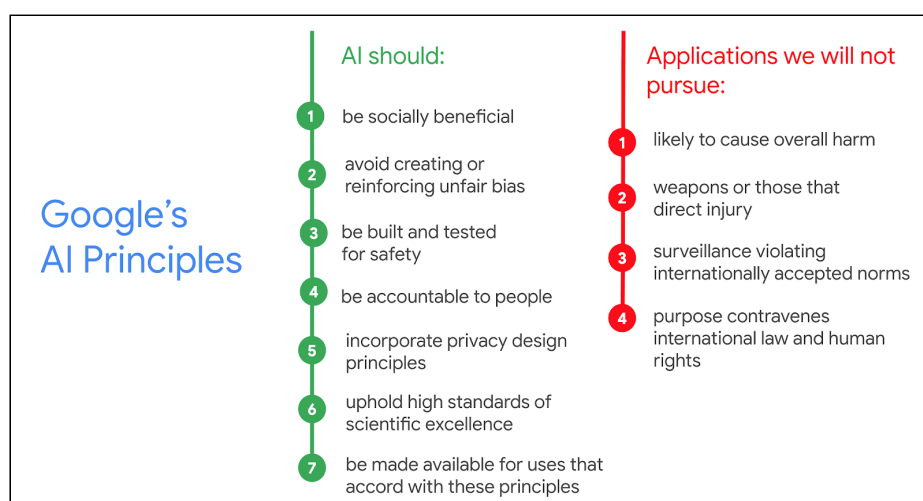 Google's
AI Principles
AI should:
1
be socially beneficial
2
avoid creating or
reinforcing unfair bias
3
be built and tested
for safety
4
be accountable to people
5
incorporate privacy design
principles
6
uphold high standards of
scientific excellence
7
be made available for uses that
accord with these principles
Applications we will not
pursue:
1
likely to cause overall harm
2
weapons or those that
direct injury
3
surveillance violating
internationally accepted norms
4
purpose contravenes
international law and human
rights